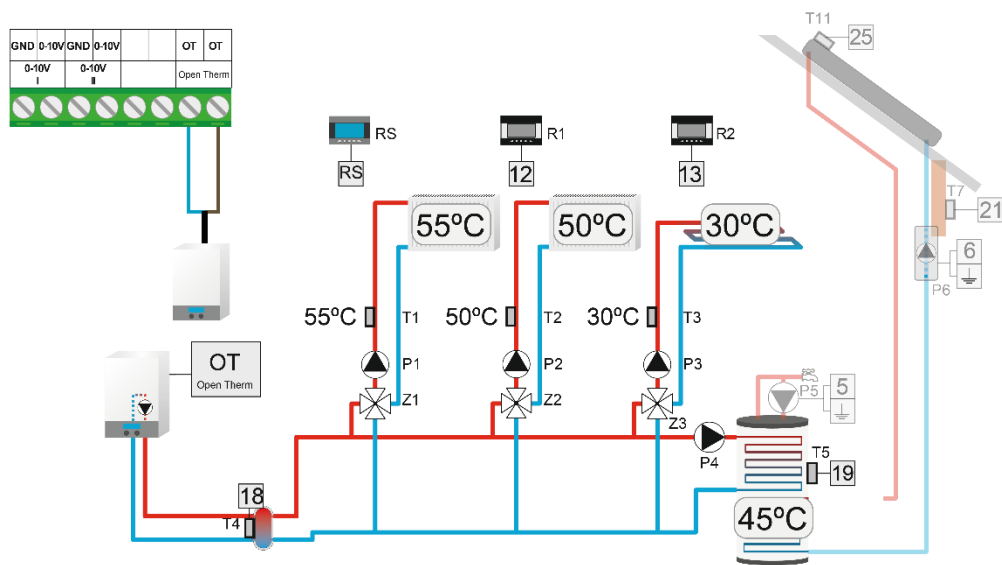 GND 0-10V GND 0-10V OT OT
0-10V 0-10V Open Therm
I II
T11
25
RS
R1
R2
RS
12
13
T7
21
55ºC
50ºC
30ºC
6
P6
55ºC
T1
50ºC
T2
30ºC
T3
OT
Open Therm
P1
P2
P3
P5
5
Z1
Z2
Z3
P4
T5
19
18
T4
45ºC